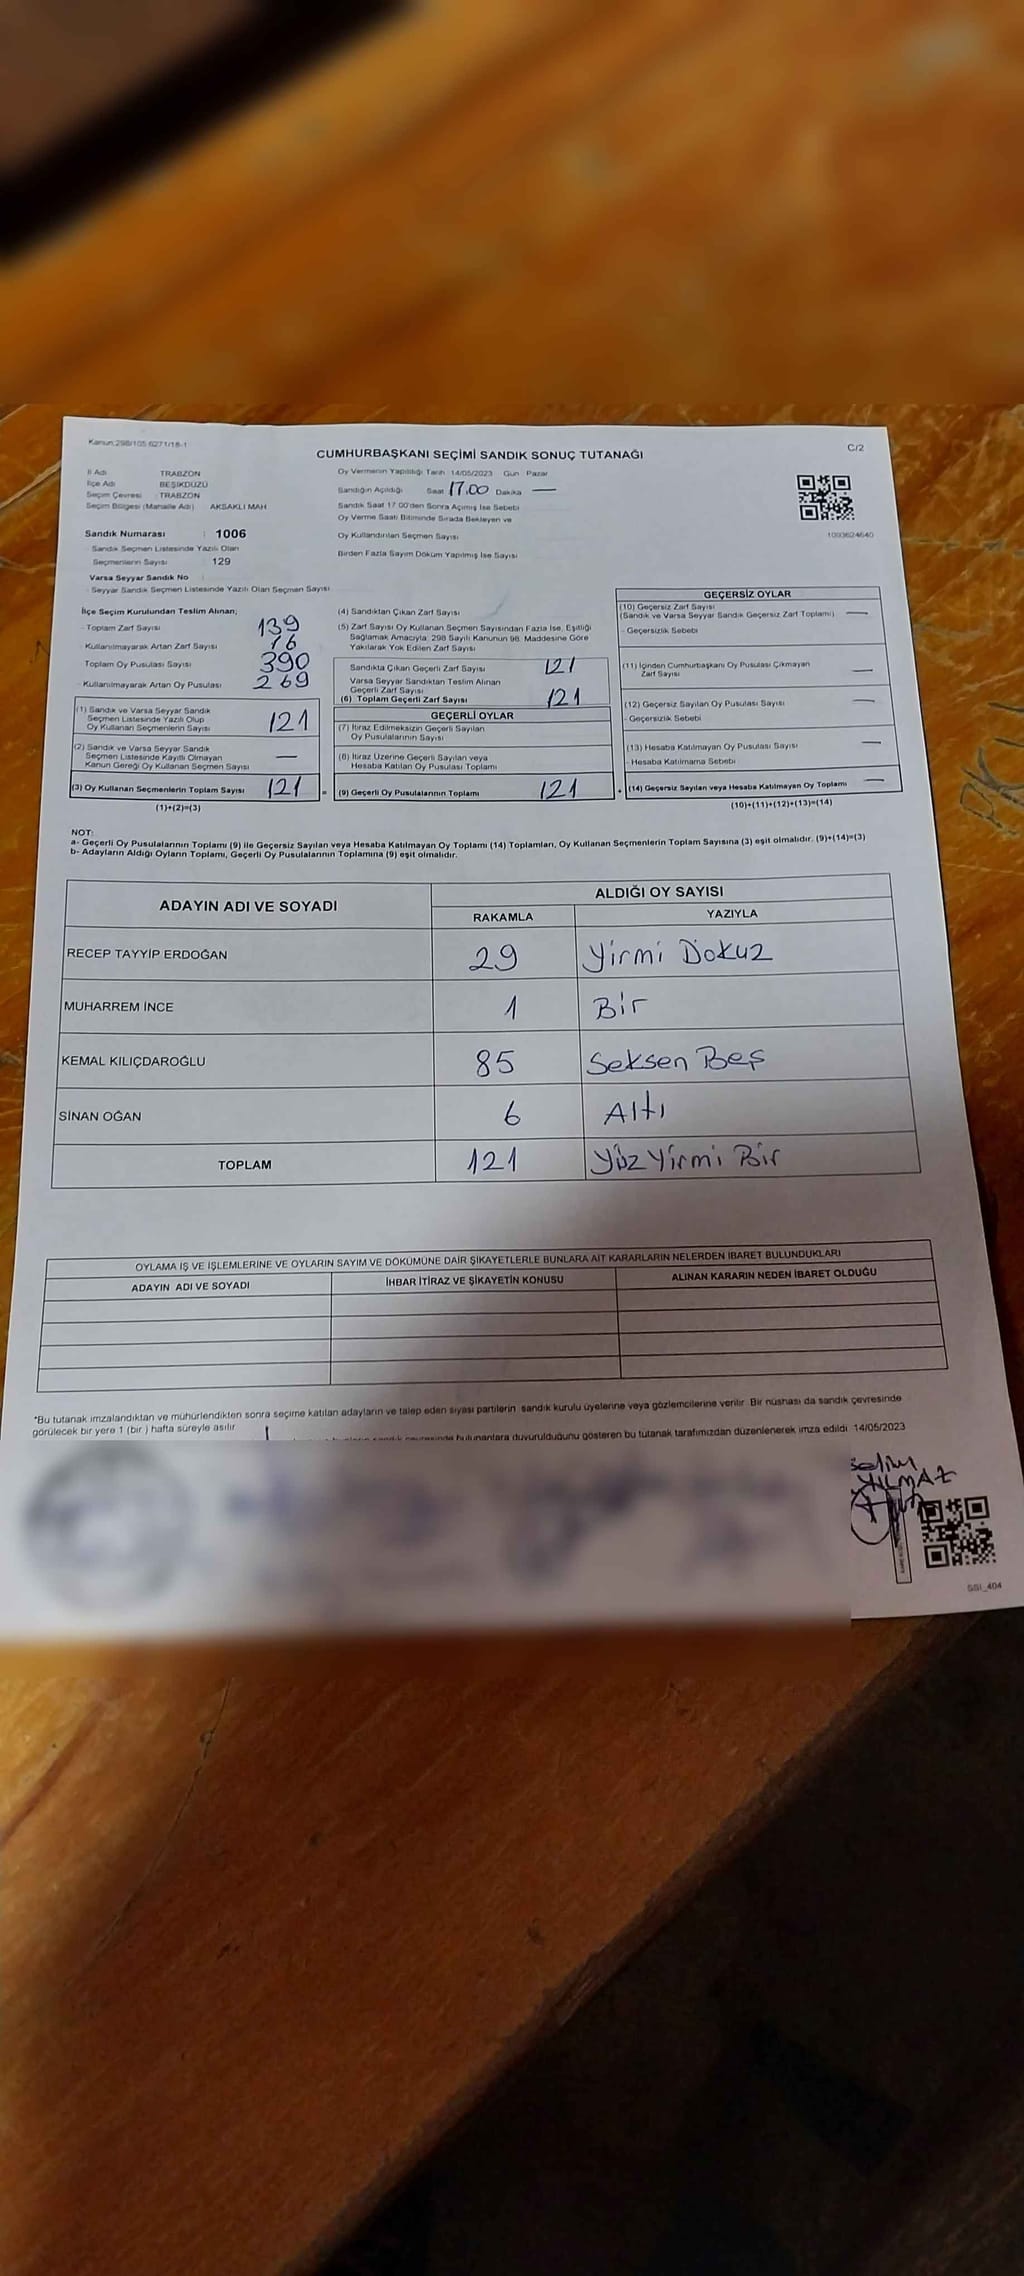 Kanun;298/105 6271/18-1
C/2
CUMHURBAŞKANI SEÇİMİ SANDIK SONUÇ TUTANAĞI
İl Adı TRABZON
İlçe Adı BEŞİKDÜZÜ
Seçim Çevresi : TRABZON
Seçim Bölgesi (Mahalle Adı) AKSAKLI MAH
Oy Vermenin Yapıldığı Tarih 14/05/2023 Gün Pazar
Sandığın Açıldığı Saat 17.00 Dakika —
Sandık Saat 17:00'den Sonra Açımış İse Sebebi
Oy Verme Saati Bitiminde Sırada Bekleyen ve
Oy Kullandırılan Seçmen Sayısı
Birden Fazla Sayım Döküm Yapılmış İse Sayısı
1093624640
Sandık Numarası : 1006
Sandık Seçmen Listesinde Yazılı Olan
Seçmenlerin Sayısı 129
Varsa Seyyar Sandık No
Seyyar Sandık Seçmen Listesinde Yazılı Olan Seçmen Sayısı
İlçe Seçim Kurulundan Teslim Alınan;
- Toplam Zarf Sayısı 139
- Kullanılmayarak Artan Zarf Sayısı
Toplam Oy Pusulası Sayısı 390
- Kullanılmayarak Artan Oy Pusulası 269
(1) Sandık ve Varsa Seyyar Sandık
Seçmen Listesinde Yazılı Olup
Oy Kullanan Seçmenlerin Sayısı 121
(2) Sandık ve Varsa Seyyar Sandık
Seçmen Listesinde Kayıtlı Olmayan
Kanun Gereği Oy Kullanan Seçmen Sayısı —
(3) Oy Kullanan Seçmenlerin Toplam Sayısı 121 =
(1)+(2)=(3)
(4) Sandıktan Çıkan Zarf Sayısı
(5) Zarf Sayısı Oy Kullanan Seçmen Sayısından Fazla İse, Eşitliği
Sağlamak Amacıyla, 298 Sayılı Kanunun 98. Maddesine Göre
Yakılarak Yok Edilen Zarf Sayısı
Sandıkta Çıkan Geçerli Zarf Sayısı 121
Varsa Seyyar Sandıktan Teslim Alınan
Geçerli Zarf Sayısı
(6) Toplam Geçerli Zarf Sayısı 121
GEÇERLİ OYLAR
(7) İtiraz Edilmeksizin Geçerli Sayılan
Oy Pusulalarının Sayısı
(8) İtiraz Üzerine Geçerli Sayılan veya
Hesaba Katılan Oy Pusulası Toplamı
(9) Geçerli Oy Pusulalarının Toplamı 121 +
GEÇERSİZ OYLAR
(10) Geçersiz Zarf Sayısı
(Sandık ve Varsa Seyyar Sandık Geçersiz Zarf Toplamı) —
- Geçersizlik Sebebi
(11) İçinden Cumhurbaşkanı Oy Pusulası Çıkmayan
Zarf Sayısı —
(12) Geçersiz Sayılan Oy Pusulası Sayısı —
- Geçersizlik Sebebi
(13) Hesaba Katılmayan Oy Pusulası Sayısı —
- Hesaba Katılmama Sebebi
(14) Geçersiz Sayılan veya Hesaba Katılmayan Oy Toplamı —
(10)+(11)+(12)+(13)=(14)
NOT:
a- Geçerli Oy Pusulalarının Toplamı (9) ile Geçersiz Sayılan veya Hesaba Katılmayan Oy Toplamı (14) Toplamları, Oy Kullanan Seçmenlerin Toplam Sayısına (3) eşit olmalıdır. (9)+(14)=(3)
b- Adayların Aldığı Oyların Toplamı, Geçerli Oy Pusulalarının Toplamına (9) eşit olmalıdır.
ADAYIN ADI VE SOYADI
ALDIĞI OY SAYISI
RAKAMLA YAZIYLA
RECEP TAYYİP ERDOĞAN 29 Yirmi Dokuz
MUHARREM İNCE 1 Bir
KEMAL KILIÇDAROĞLU 85 Seksen Beş
SİNAN OĞAN 6 Altı
TOPLAM 121 Yüz Yirmi Bir
OYLAMA İŞ VE İŞLEMLERİNE VE OYLARIN SAYIM VE DÖKÜMÜNE DAİR ŞİKAYETLERLE BUNLARA AİT KARARLARIN NELERDEN İBARET BULUNDUKLARI
ADAYIN ADI VE SOYADI İHBAR İTİRAZ VE ŞİKAYETİN KONUSU ALINAN KARARIN NEDEN İBARET OLDUĞU
*Bu tutanak imzalandıktan ve mühürlendikten sonra seçime katılan adayların ve talep eden siyasi partilerin sandık kurulu üyelerine veya gözlemcilerine verilir. Bir nüshası da sandık çevresinde
görülecek bir yere 1 (bir ) hafta süreyle asılır
bulunanlara duyurulduğunu gösteren bu tutanak tarafımızdan düzenlenerek imza edildi. 14/05/2023
Selim
YILMAZ
SSI_404